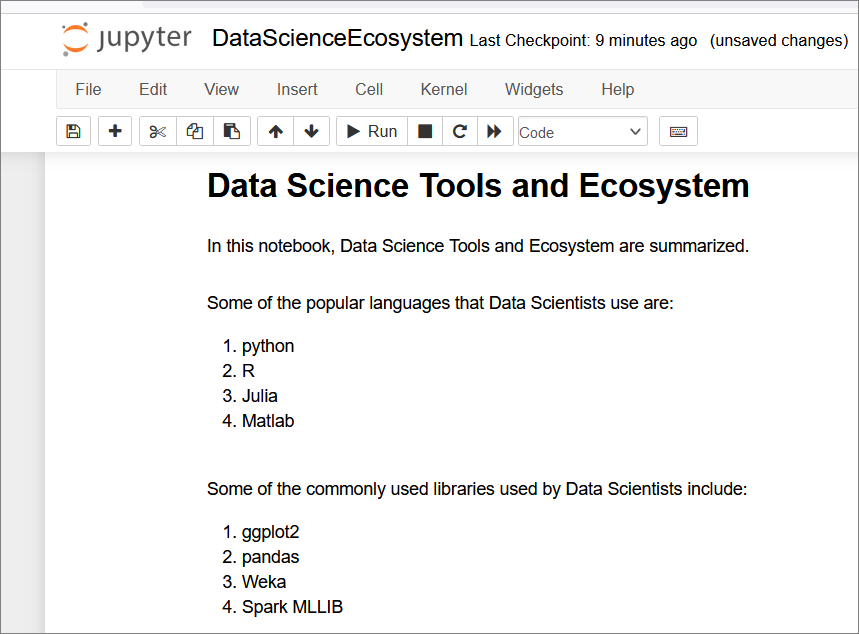 jupyter DataScienceEcosystem Last Checkpoint: 9 minutes ago (unsaved changes)
File Edit View Insert Cell Kernel Widgets Help
Run Code
Data Science Tools and Ecosystem
In this notebook, Data Science Tools and Ecosystem are summarized.
Some of the popular languages that Data Scientists use are:
1. python
2. R
3. Julia
4. Matlab
Some of the commonly used libraries used by Data Scientists include:
1. ggplot2
2. pandas
3. Weka
4. Spark MLLIB